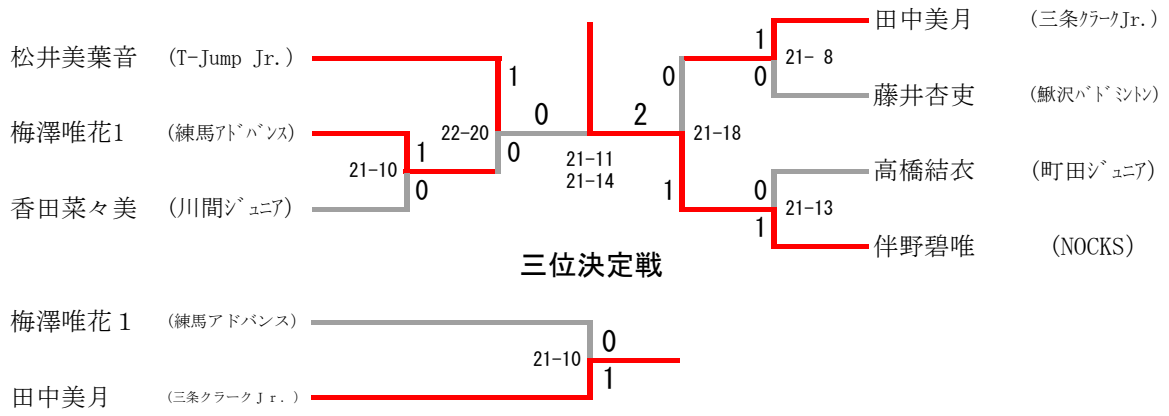 松井美葉音 (T-Jump Jr.)
梅澤唯花1 (練馬アドバンス)
香田菜々美 (川間ジュニア)
1
22-20
0
1
21-10
0
0
2
21-11
21-14
田中美月 (三条クラークJr.)
1
21- 8
0
藤井杏吏 (鰍沢バドミントン)
0
21-18
1
高橋結衣 (町田ジュニア)
0
21-13
1
伴野碧唯 (NOCKS)
三位決定戦
梅澤唯花１ (練馬アドバンス)
0
21-10
1
田中美月 (三条クラークＪｒ.)